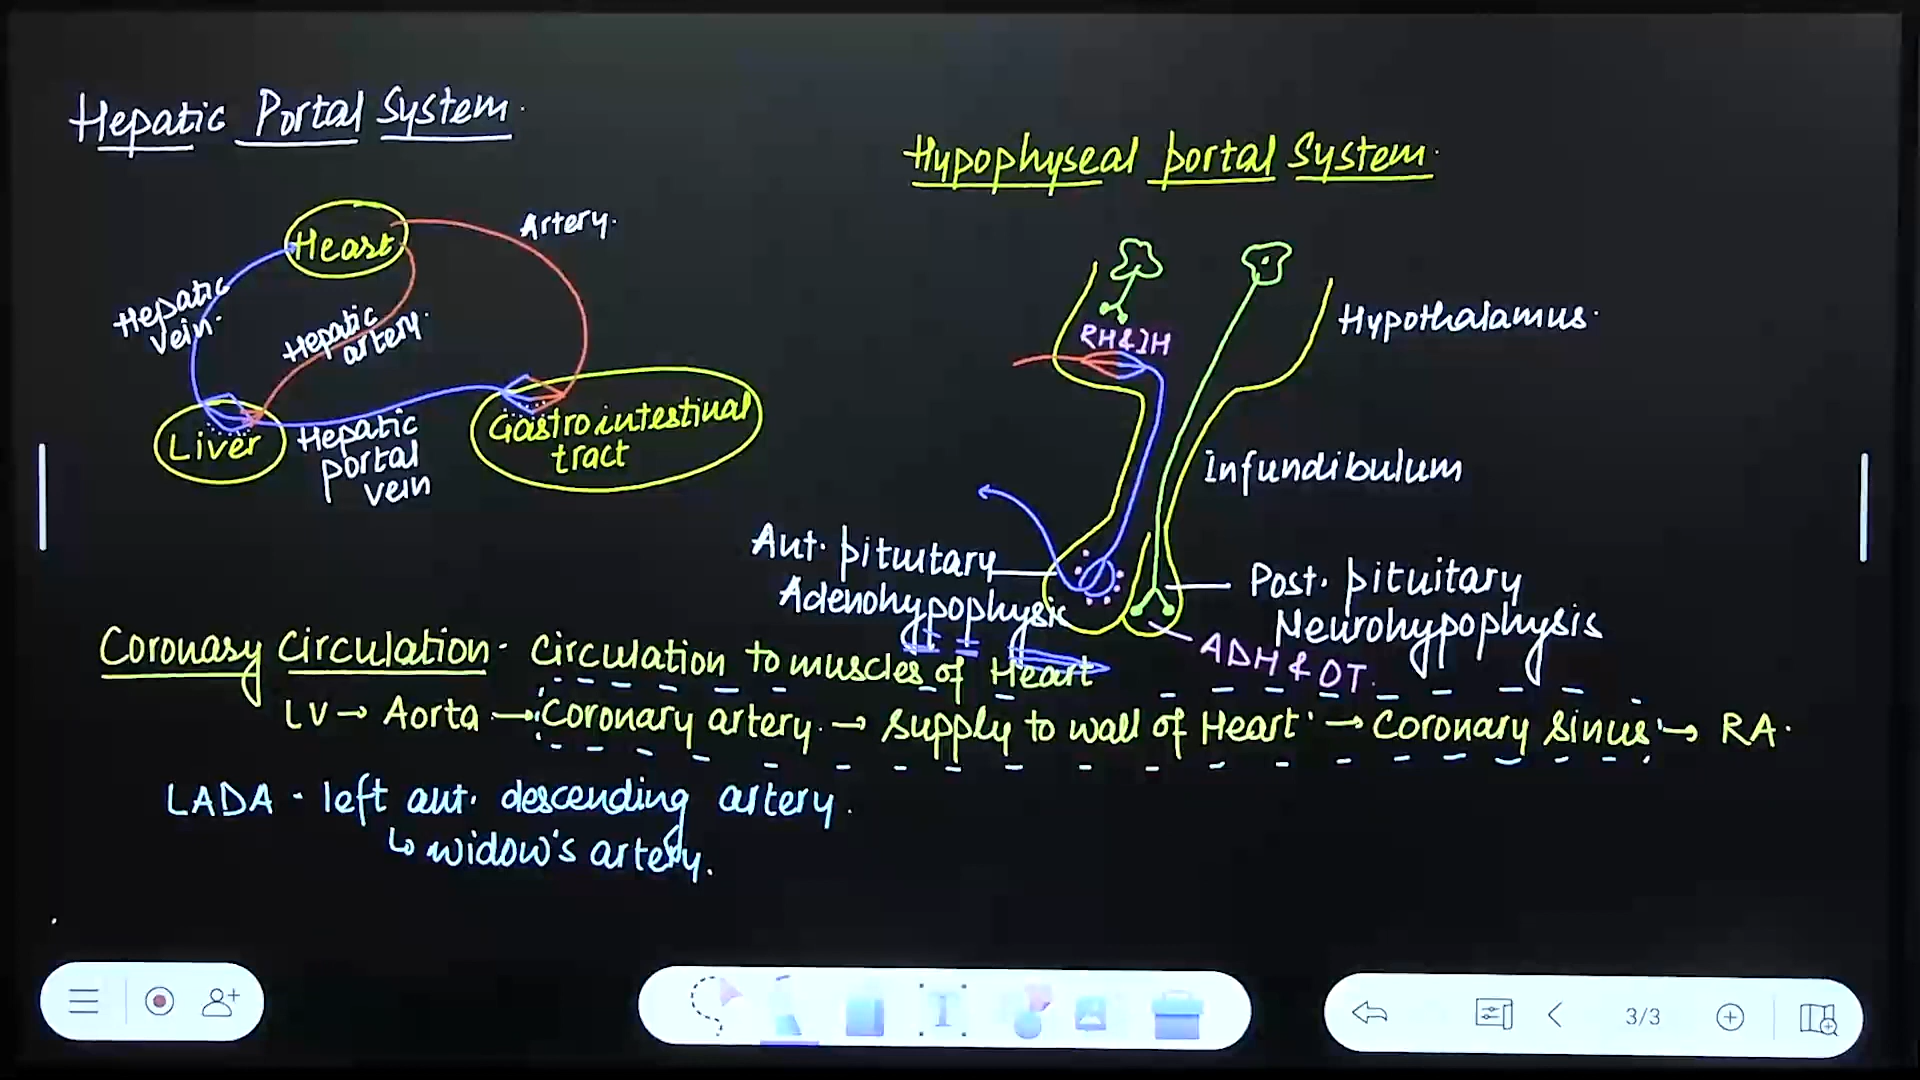 Hepatic Portal System.
Heart
Artery.
Hepatic
vein.
Hepatic
artery.
Liver
Hepatic
portal
vein
Gastrointestinal
tract
Hypophyseal portal System.
RH & IH
Hypothalamus.
Infundibulum
Ant. pituitary
Adenohypophysis
Post. pituitary
Neurohypophysis
ADH & OT.
Coronary Circulation - Circulation to muscles of Heart
LV → Aorta → Coronary artery. → supply to wall of Heart. → Coronary sinus. → RA.
LADA - left ant. descending artery.
↳ widow's artery.
3/3